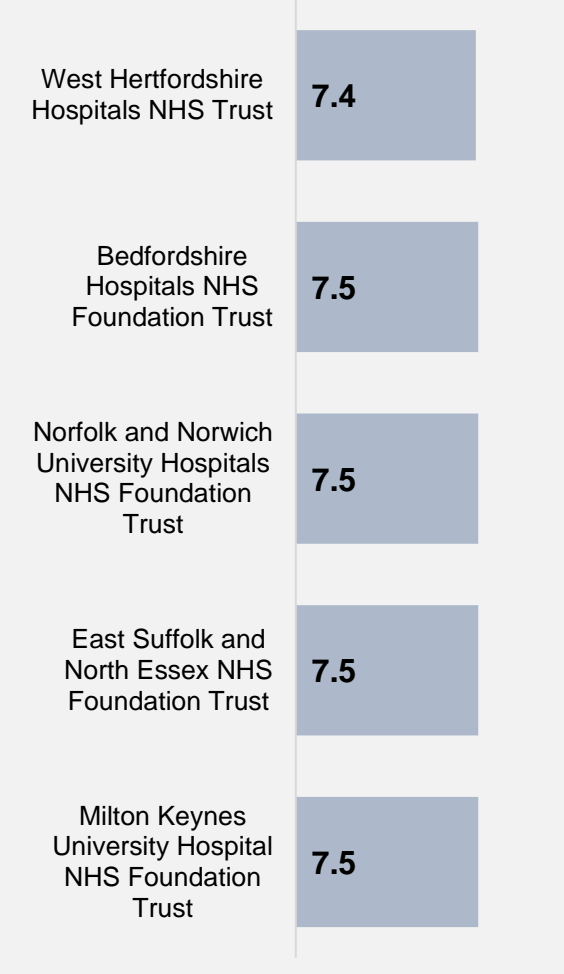 West Hertfordshire
Hospitals NHS Trust
7.4
Bedfordshire
Hospitals NHS
Foundation Trust
7.5
Norfolk and Norwich
University Hospitals
NHS Foundation
Trust
7.5
East Suffolk and
North Essex NHS
Foundation Trust
7.5
Milton Keynes
University Hospital
NHS Foundation
Trust
7.5